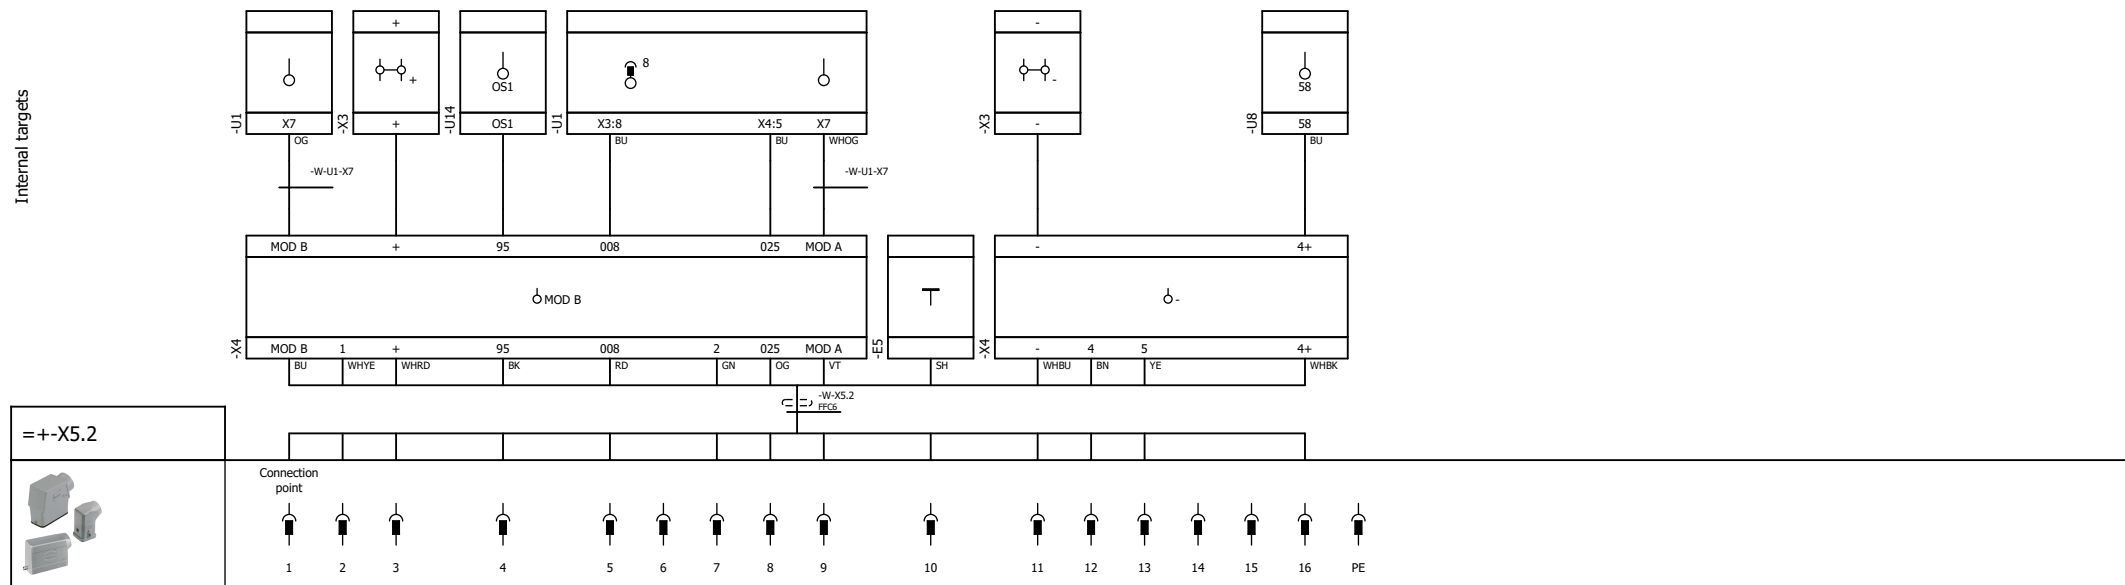 Internal targets
+
-
-U1
-X3
+
-U14
OS1
-U1
8
-X3
-
-U8
58
X7
+
OS1
X3:8
X4:5
X7
-
58
OG
BU
BU
WHOG
BU
-W-U1-X7
-W-U1-X7
MOD B
+
95
008
025
MOD A
-
4+
MOD B
-
-X4
MOD B
1
+
95
008
2
025
MOD A
-E5
-X4
-
4
5
4+
BU
WHYE
WHRD
BK
RD
GN
OG
VT
SH
WHBU
BN
YE
WHBK
-W-X5.2
FFC6
=+-X5.2
Connection
point
1
2
3
4
5
6
7
8
9
10
11
12
13
14
15
16
PE